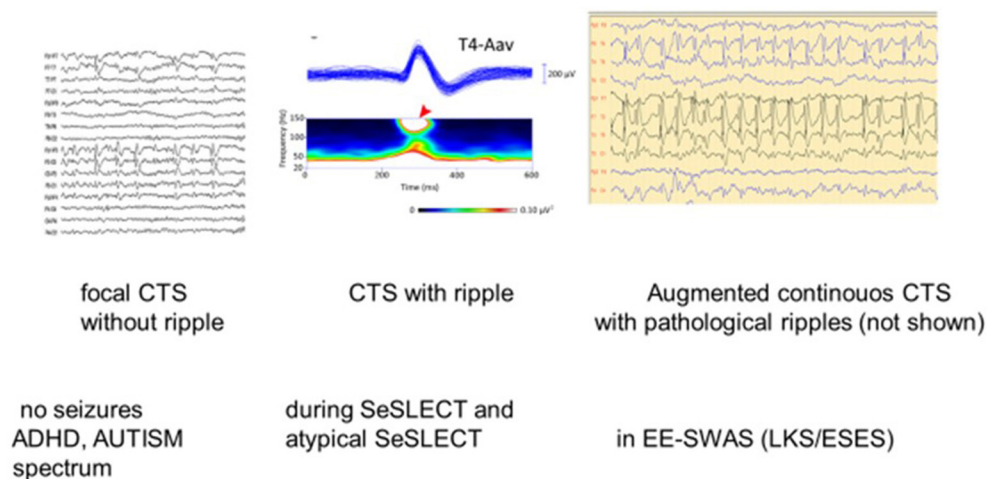 T4-Aav
200 µV
150
100
50
20
Frequency (Hz)
0 200 400 600
Time (ms)
0 0.10 µV²
focal CTS
without ripple
CTS with ripple
Augmented continouos CTS
with pathological ripples (not shown)
no seizures
ADHD, AUTISM
spectrum
during SeSLECT and
atypical SeSLECT
in EE-SWAS (LKS/ESES)